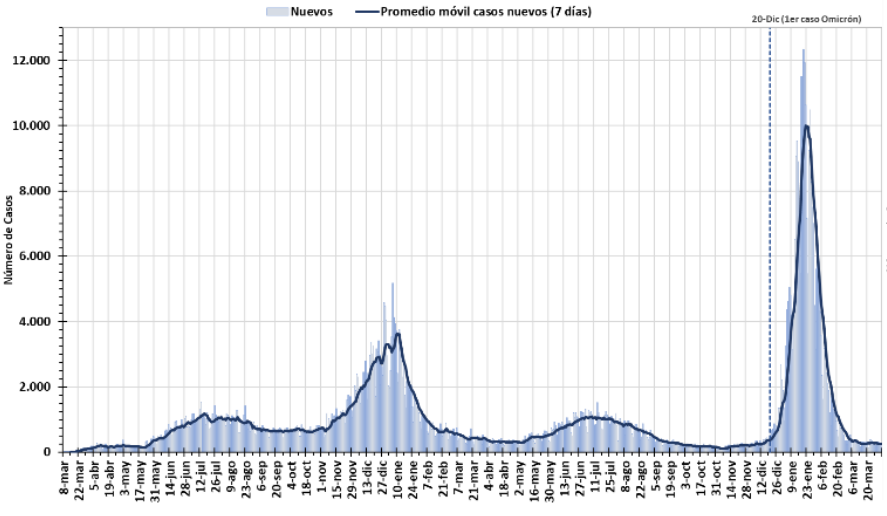 Nuevos
Promedio móvil casos nuevos (7 días)
20-Dic (1er caso Omicrón)
Número de Casos
12.000
10.000
8.000
6.000
4.000
2.000
0
8-mar
22-mar
5-abr
19-abr
3-may
17-may
31-may
14-jun
28-jun
12-jul
26-jul
9-ago
23-ago
6-sep
20-sep
4-oct
18-oct
1-nov
15-nov
29-nov
13-dic
27-dic
10-ene
24-ene
7-feb
21-feb
7-mar
21-mar
4-abr
18-abr
2-may
16-may
30-may
13-jun
27-jun
11-jul
25-jul
8-ago
22-ago
5-sep
19-sep
3-oct
17-oct
31-oct
14-nov
28-nov
12-dic
26-dic
9-ene
23-ene
6-feb
20-feb
6-mar
20-mar